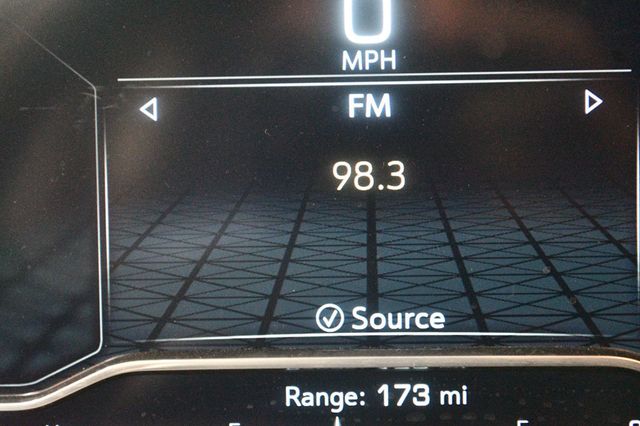 0
MPH
FM
98.3
Source
Range: 173 mi